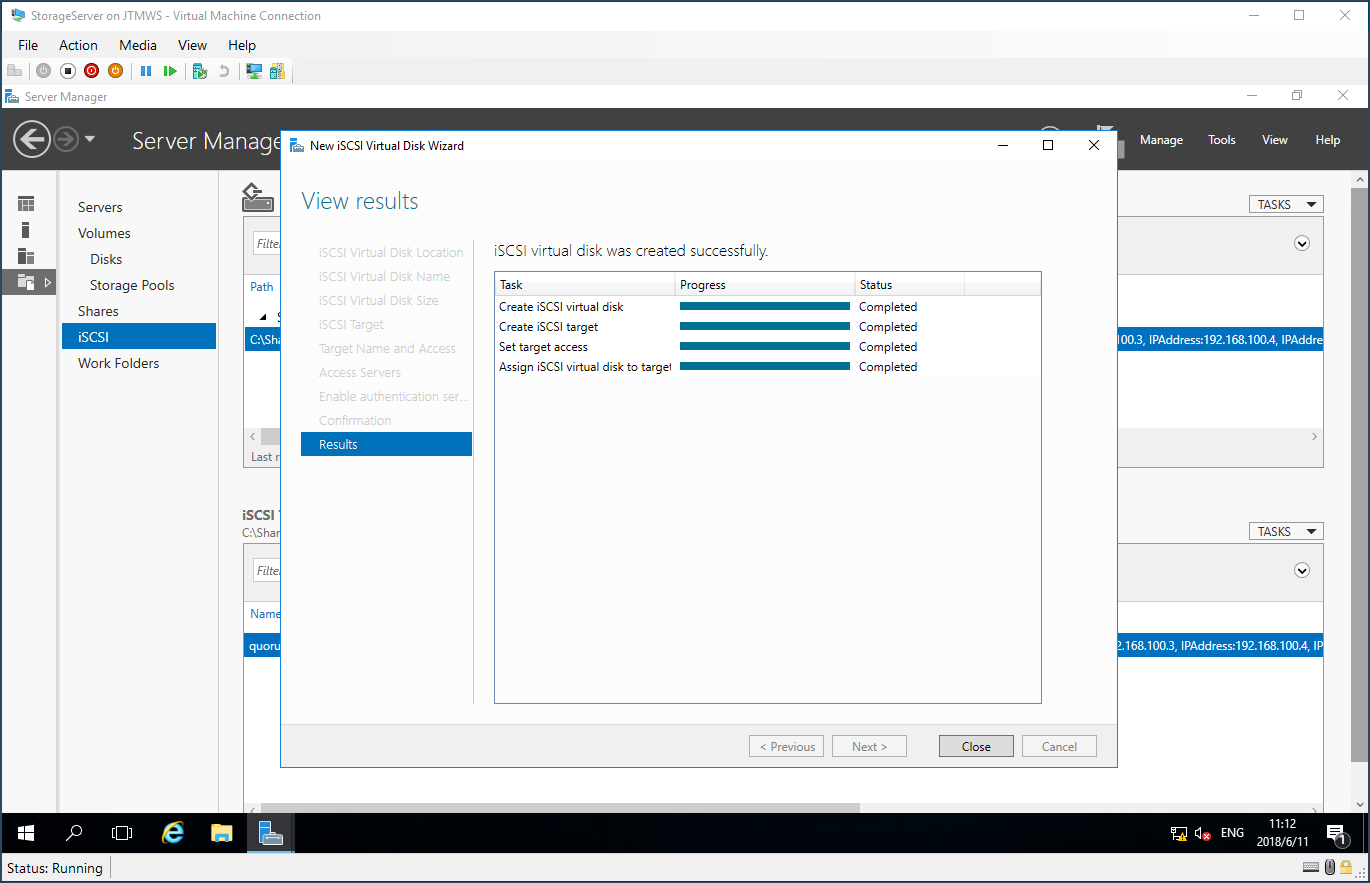 StorageServer on JTMWS - Virtual Machine Connection
File Action Media View Help
Server Manager
Server Manage
Manage Tools View Help
New iSCSI Virtual Disk Wizard
View results
Servers
Volumes
Disks
Storage Pools
Shares
iSCSI
Work Folders
TASKS
Path
C:\Sha
100.3, IPAddress:192.168.100.4, IPAddre
Last r
iSCSI
C:\Shar
TASKS
Name
quoru
2.168.100.3, IPAddress:192.168.100.4, IP
iSCSI Virtual Disk Location
iSCSI Virtual Disk Name
iSCSI Virtual Disk Size
iSCSI Target
Target Name and Access
Access Servers
Enable authentication ser...
Confirmation
Results
iSCSI virtual disk was created successfully.
Task Progress Status
Create iSCSI virtual disk Completed
Create iSCSI target Completed
Set target access Completed
Assign iSCSI virtual disk to target Completed
< Previous Next > Close Cancel
ENG
11:12
2018/6/11
1
Status: Running